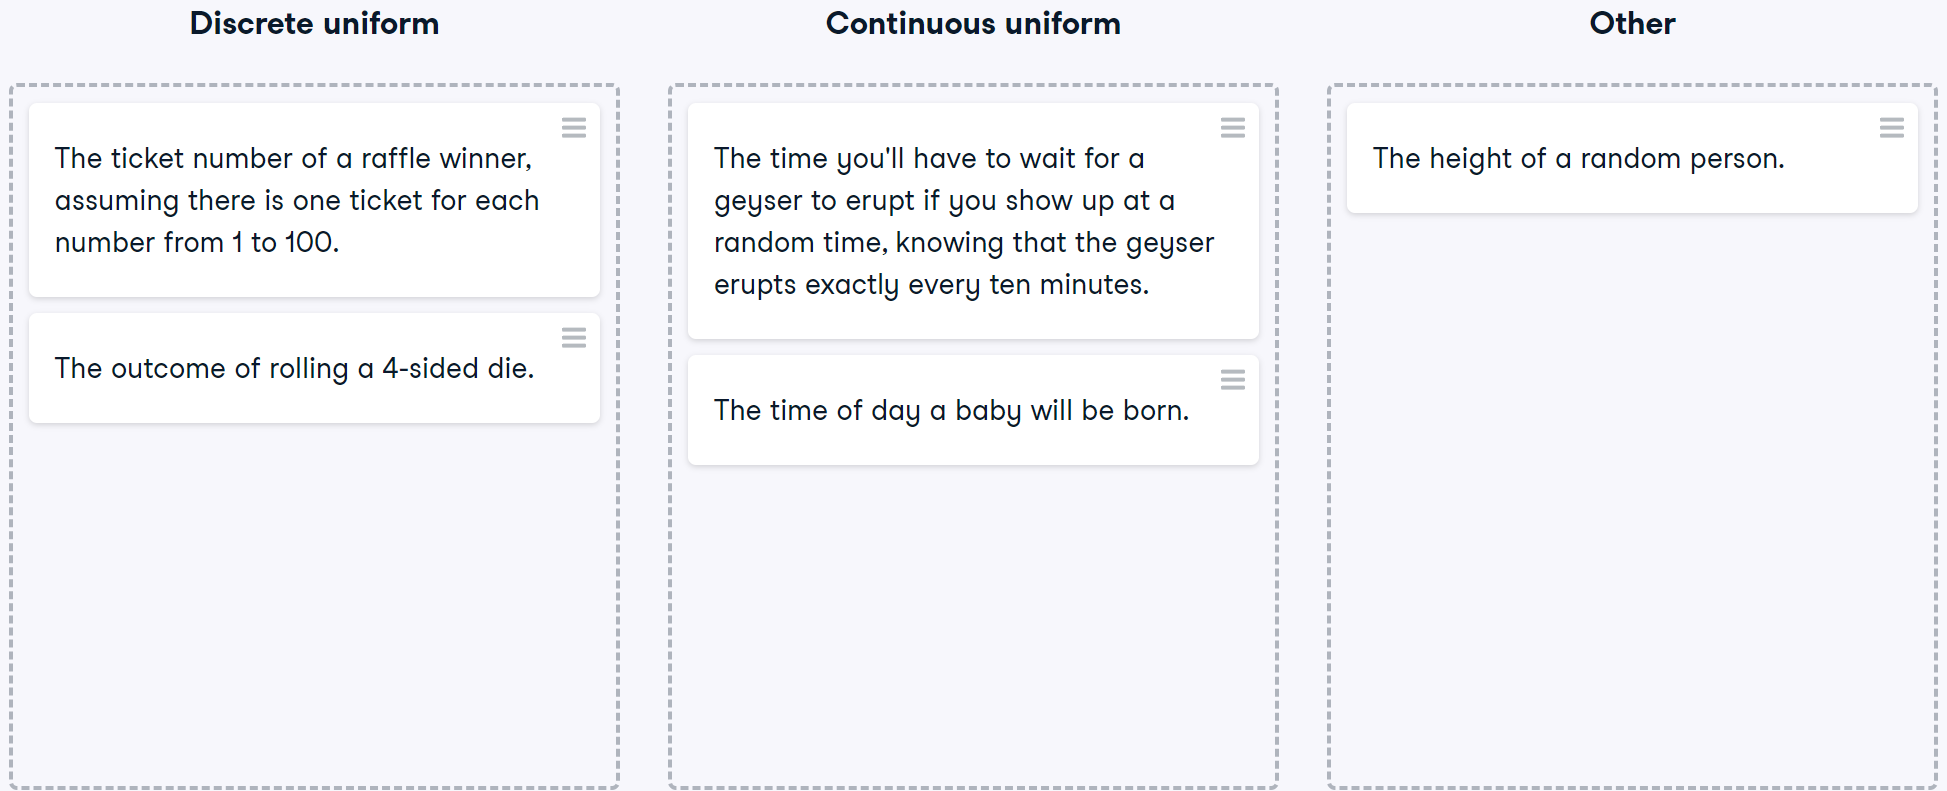 Discrete uniform
The ticket number of a raffle winner,
assuming there is one ticket for each
number from 1 to 100.
The outcome of rolling a 4-sided die.
Continuous uniform
The time you'll have to wait for a
geyser to erupt if you show up at a
random time, knowing that the geyser
erupts exactly every ten minutes.
The time of day a baby will be born.
Other
The height of a random person.